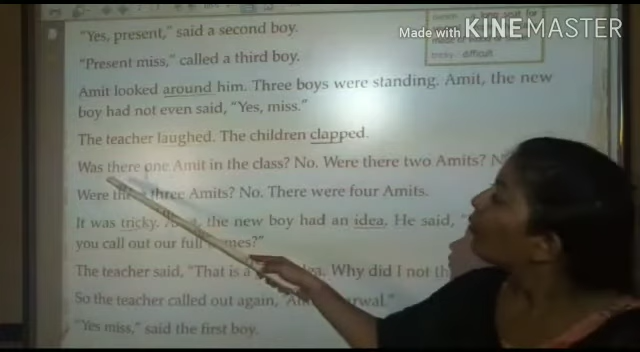 "Yes, present," said a second boy.
"Present miss," called a third boy.
Amit looked around him. Three boys were standing. Amit, the new
boy had not even said, "Yes, miss."
The teacher laughed. The children clapped.
Was there one Amit in the class? No. Were there two Amits?
Were three Amits? No. There were four Amits.
It was tricky. the new boy had an idea. He said,
you call out our full
The teacher said, "That is a Why did I not
So the teacher called out again,
"Yes miss," said the first boy.
Made with KINEMASTER
tricky : difficult